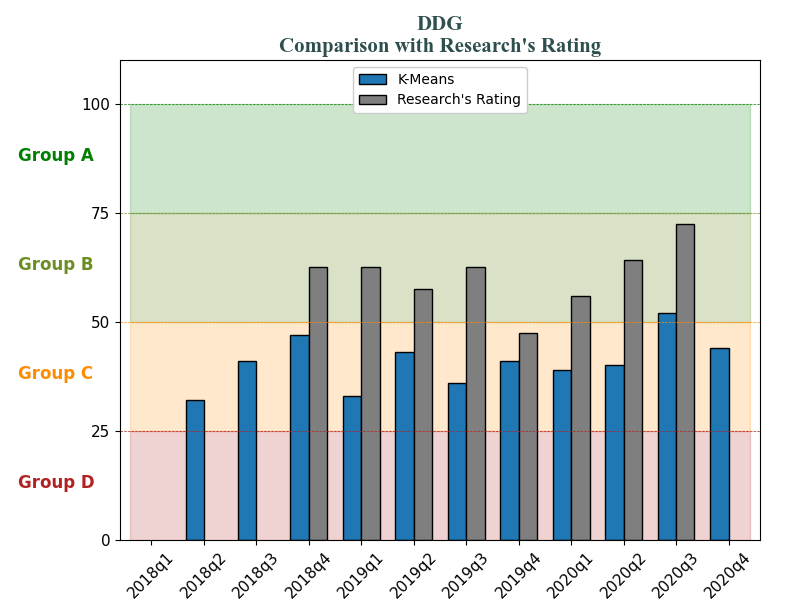 DDG
Comparison with Research's Rating
K-Means
Research's Rating
100
Group A
75
Group B
50
Group C
25
Group D
0
2018q1 2018q2 2018q3 2018q4 2019q1 2019q2 2019q3 2019q4 2020q1 2020q2 2020q3 2020q4